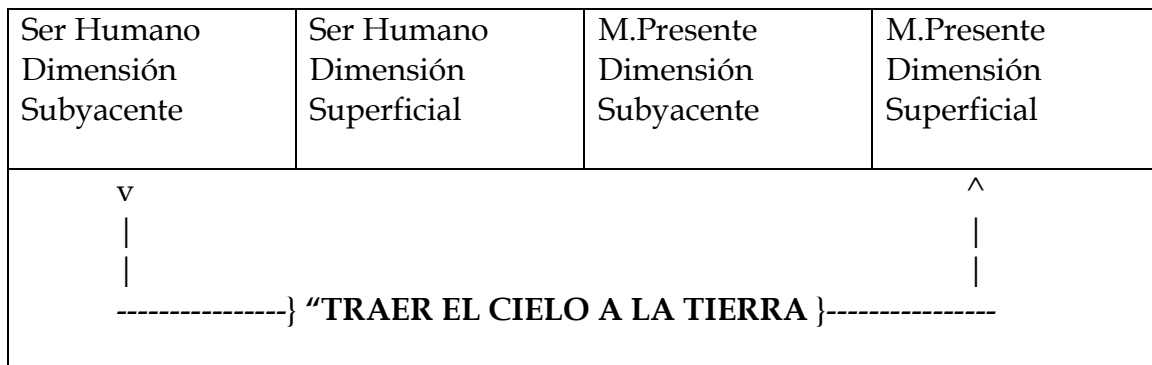 Ser Humano
Dimensión
Subyacente
Ser Humano
Dimensión
Superficial
M.Presente
Dimensión
Subyacente
M.Presente
Dimensión
Superficial
v ^
| |
| |
----------------} “TRAER EL CIELO A LA TIERRA }----------------